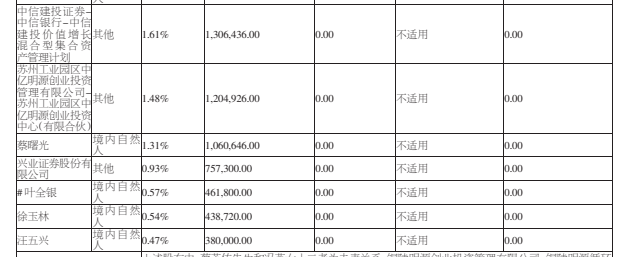 中信建投证券-
中信银行-中信
建投价值增长
混合型集合资
产管理计划
其他 1.61% 1,306,436.00 0.00 不适用 0.00
苏州工业园区中
亿明源创业投资
管理有限公司-
苏州工业园区中
亿明源创业投资
中心(有限合伙)
其他 1.48% 1,204,926.00 0.00 不适用 0.00
蔡曙光 境内自然人 1.31% 1,060,646.00 0.00 不适用 0.00
兴业证券股份有
限公司
其他 0.93% 757,300.00 0.00 不适用 0.00
#叶全银 境内自然人 0.57% 461,800.00 0.00 不适用 0.00
徐玉林 境内自然人 0.54% 438,720.00 0.00 不适用 0.00
汪五兴 境内自然人 0.47% 380,000.00 0.00 不适用 0.00